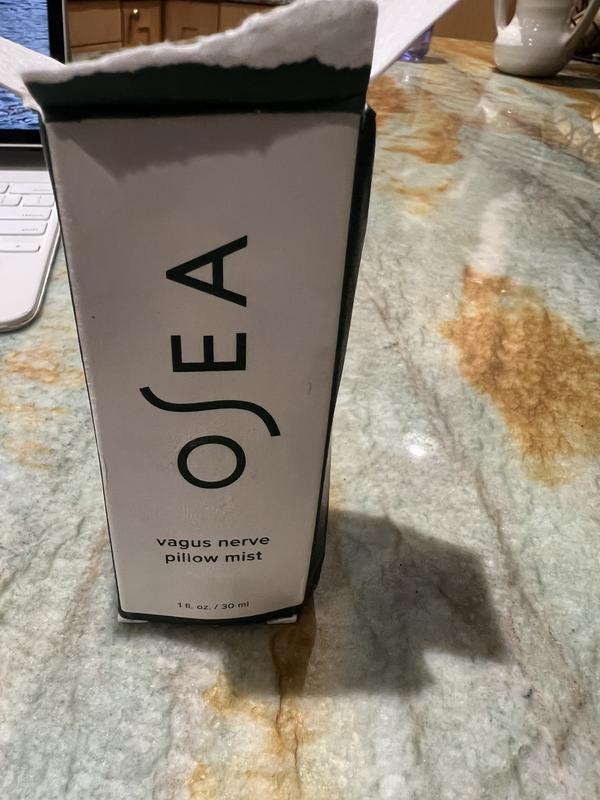 OSEA
vagus nerve
pillow mist
1 fl. oz. / 30 ml